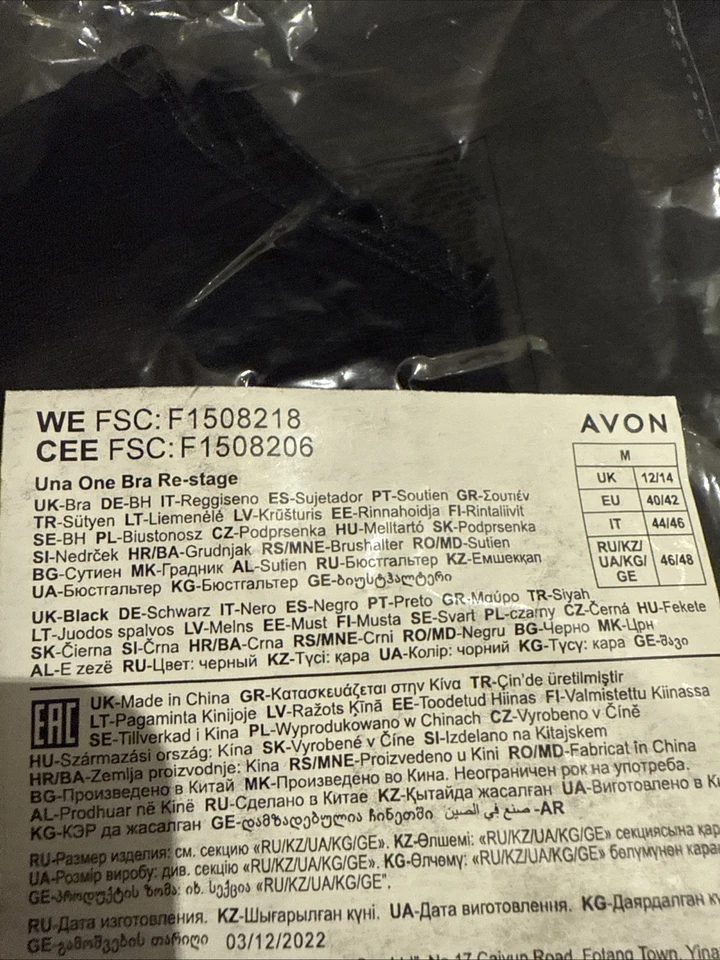 WE FSC: F1508218
CEE FSC: F1508206
AVON
M
UK 12/14
EU 40/42
IT 44/46
RU/KZ/UA/KG/GE 46/48
Una One Bra Re-stage
UK-Bra DE-BH IT-Reggiseno ES-Sujetador PT-Soutien GR-Σουτιέν
TR-Sütyen LT-Liemenėlė LV-Krūšturis EE-Rinnahoidja FI-Rintaliivit
SE-BH PL-Biustonosz CZ-Podprsenka HU-Melltartó SK-Podprsenka
SI-Nedrček HR/BA-Grudnjak RS/MNE-Brushalter RO/MD-Sutien
BG-Сутиен MK-Градник AL-Sutien RU-Бюстгальтер KZ-Емшекқап
UA-Бюстгальтер KG-Бюстгальтер GE-ბიუსტჰალტერი
UK-Black DE-Schwarz IT-Nero ES-Negro PT-Preto GR-Μαύρο TR-Siyah
LT-Juodos spalvos LV-Melns EE-Must FI-Musta SE-Svart PL-czarny CZ-Černá HU-Fekete
SK-Čierna SI-Črna HR/BA-Crna RS/MNE-Crni RO/MD-Negru BG-Черно MK-Црн
AL-E zezë RU-Цвет: черный KZ-Түсі: қара UA-Колір: чорний KG-Түсү: кара GE-შავი
EAC
UK-Made in China GR-Κατασκευάζεται στην Κίνα TR-Çin'de üretilmiştir
LT-Pagaminta Kinijoje LV-Ražots Ķīnā EE-Toodetud Hiinas FI-Valmistettu Kiinassa
SE-Tillverkad i Kina PL-Wyprodukowano w Chinach CZ-Vyrobeno v Číně
HU-Származási ország: Kína SK-Vyrobené v Číne SI-Izdelano na Kitajskem
HR/BA-Zemlja proizvodnje: Kina RS/MNE-Proizvedeno u Kini RO/MD-Fabricat in China
BG-Произведено в Китай MK-Произведено во Кина. Неограничен рок на употреба.
AL-Prodhuar në Kinë RU-Сделано в Китае KZ-Қытайда жасалған UA-Виготовлено в
KG-КЭР да жасалган GE-დამზადებულია ჩინეთში صنع في الصين -AR
RU-Размер изделия: см. секцию «RU/KZ/UA/KG/GE». KZ-Өлшемі: «RU/KZ/UA/KG/GE» секциясына
UA-Розмір виробу: див. секцію «RU/KZ/UA/KG/GE». KG-Өлчөмү: «RU/KZ/UA/KG/GE» бөлүмүнөн
GE-პროდუქტის ზომა: იხ. სექცია «RU/KZ/UA/KG/GE".
RU-Дата изготовления. KZ-Шығарылған күні. UA-Дата виготовлення. KG-Даярдалган
GE-გამოშვების თარიღი 03/12/2022
No 17 Caiyun Road, Fotang Town,